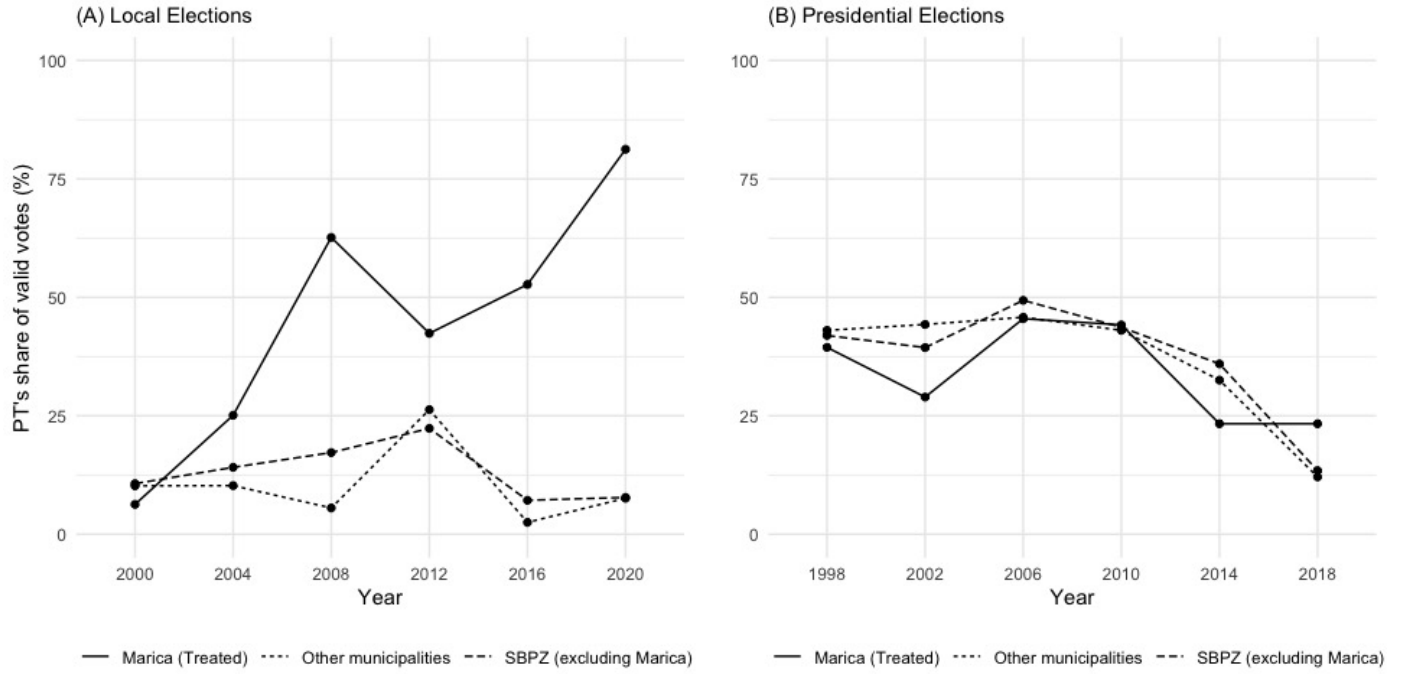 (A) Local Elections
(B) Presidential Elections
PT's share of valid votes (%)
100
75
50
25
0
2000 2004 2008 2012 2016 2020
Year
Marica (Treated) Other municipalities SBPZ (excluding Marica)
100
75
50
25
0
1998 2002 2006 2010 2014 2018
Year
Marica (Treated) Other municipalities SBPZ (excluding Marica)